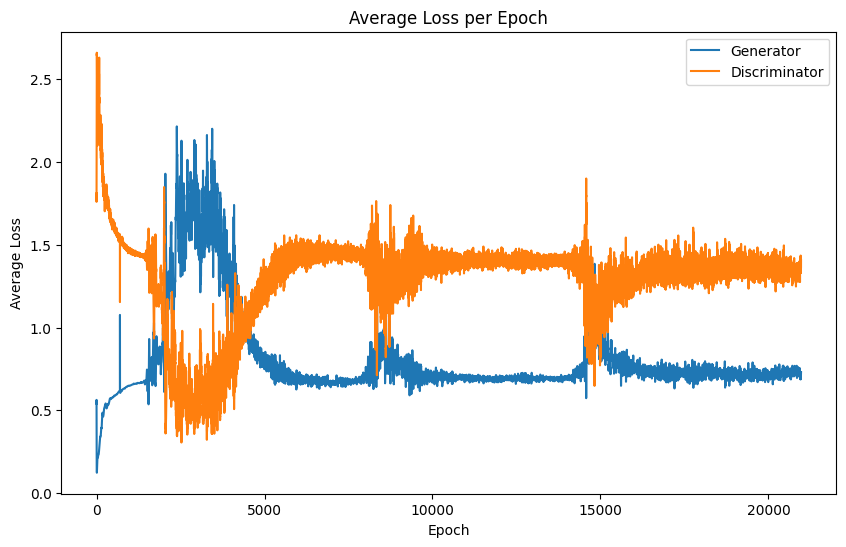 Average Loss per Epoch
Generator
Discriminator
Average Loss
2.5
2.0
1.5
1.0
0.5
0.0
0
5000
10000
15000
20000
Epoch